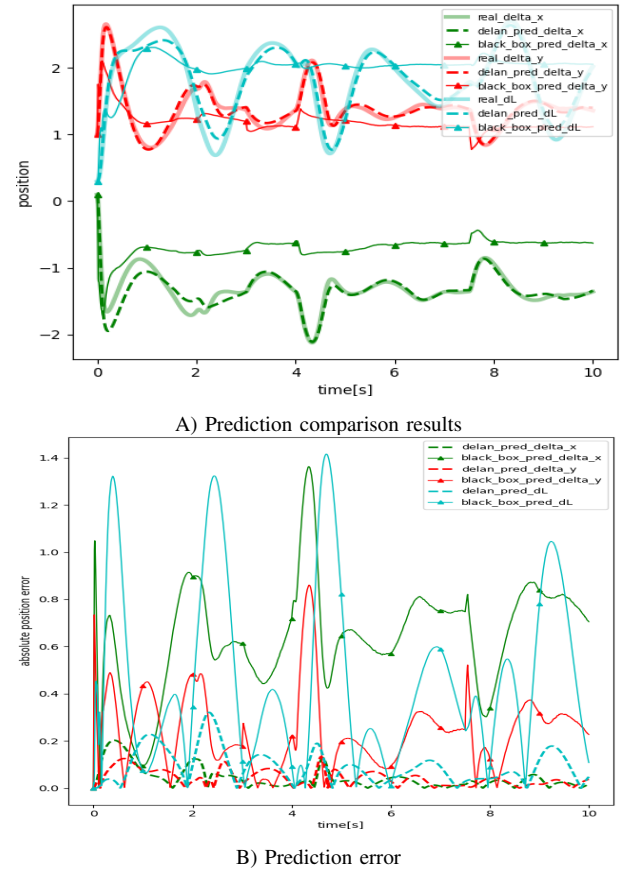 real_delta_x
delan_pred_delta_x
black_box_pred_delta_x
real_delta_y
delan_pred_delta_y
black_box_pred_delta_y
real_dL
delan_pred_dL
black_box_pred_dL
2
1
0
−1
−2
position
0
2
4
6
8
10
time[s]
A) Prediction comparison results
delan_pred_delta_x
black_box_pred_delta_x
delan_pred_delta_y
black_box_pred_delta_y
delan_pred_dL
black_box_pred_dL
1.4
1.2
1.0
0.8
0.6
0.4
0.2
0.0
absolute position error
0
2
4
6
8
10
time[s]
B) Prediction error